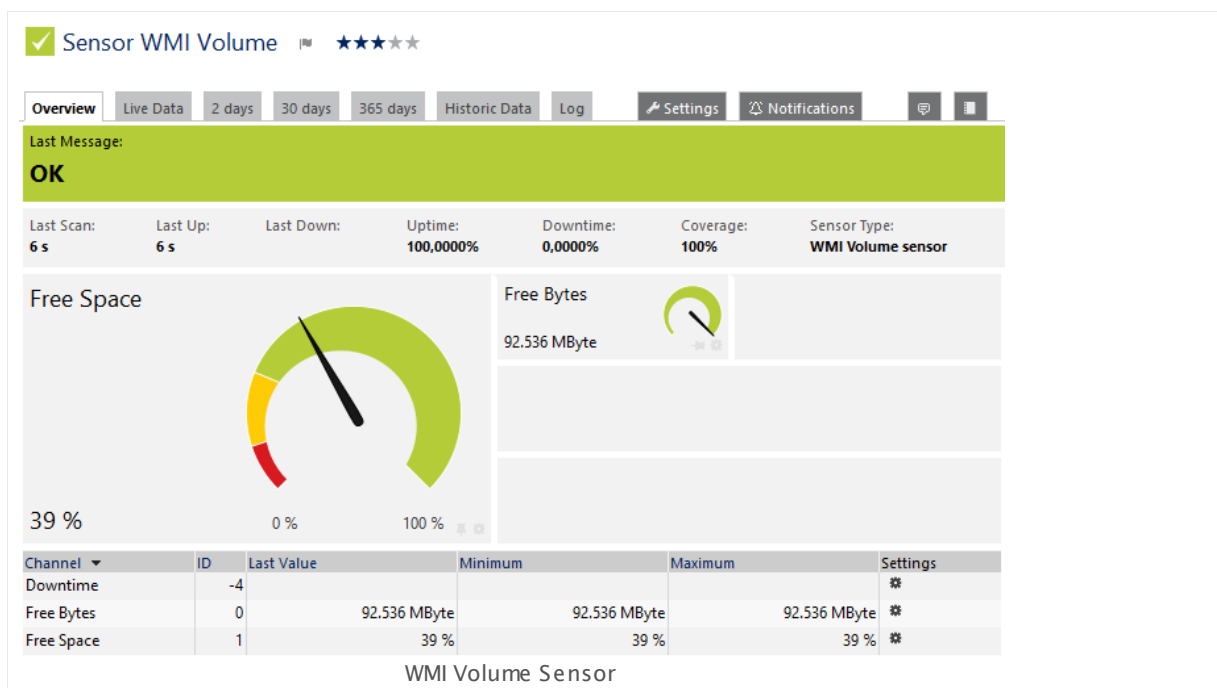 Sensor WMI Volume
Overview Live Data 2 days 30 days 365 days Historic Data Log Settings Notifications
Last Message:
OK
Last Scan: Last Up: Last Down: Uptime: Downtime: Coverage: Sensor Type:
6 s 6 s 100,0000% 0,0000% 100% WMI Volume sensor
Free Space
Free Bytes
92.536 MByte
39 %
0 % 100 %
Channel ID Last Value Minimum Maximum Settings
Downtime -4
Free Bytes 0 92.536 MByte 92.536 MByte 92.536 MByte
Free Space 1 39 % 39 % 39 %
WMI Volume Sensor